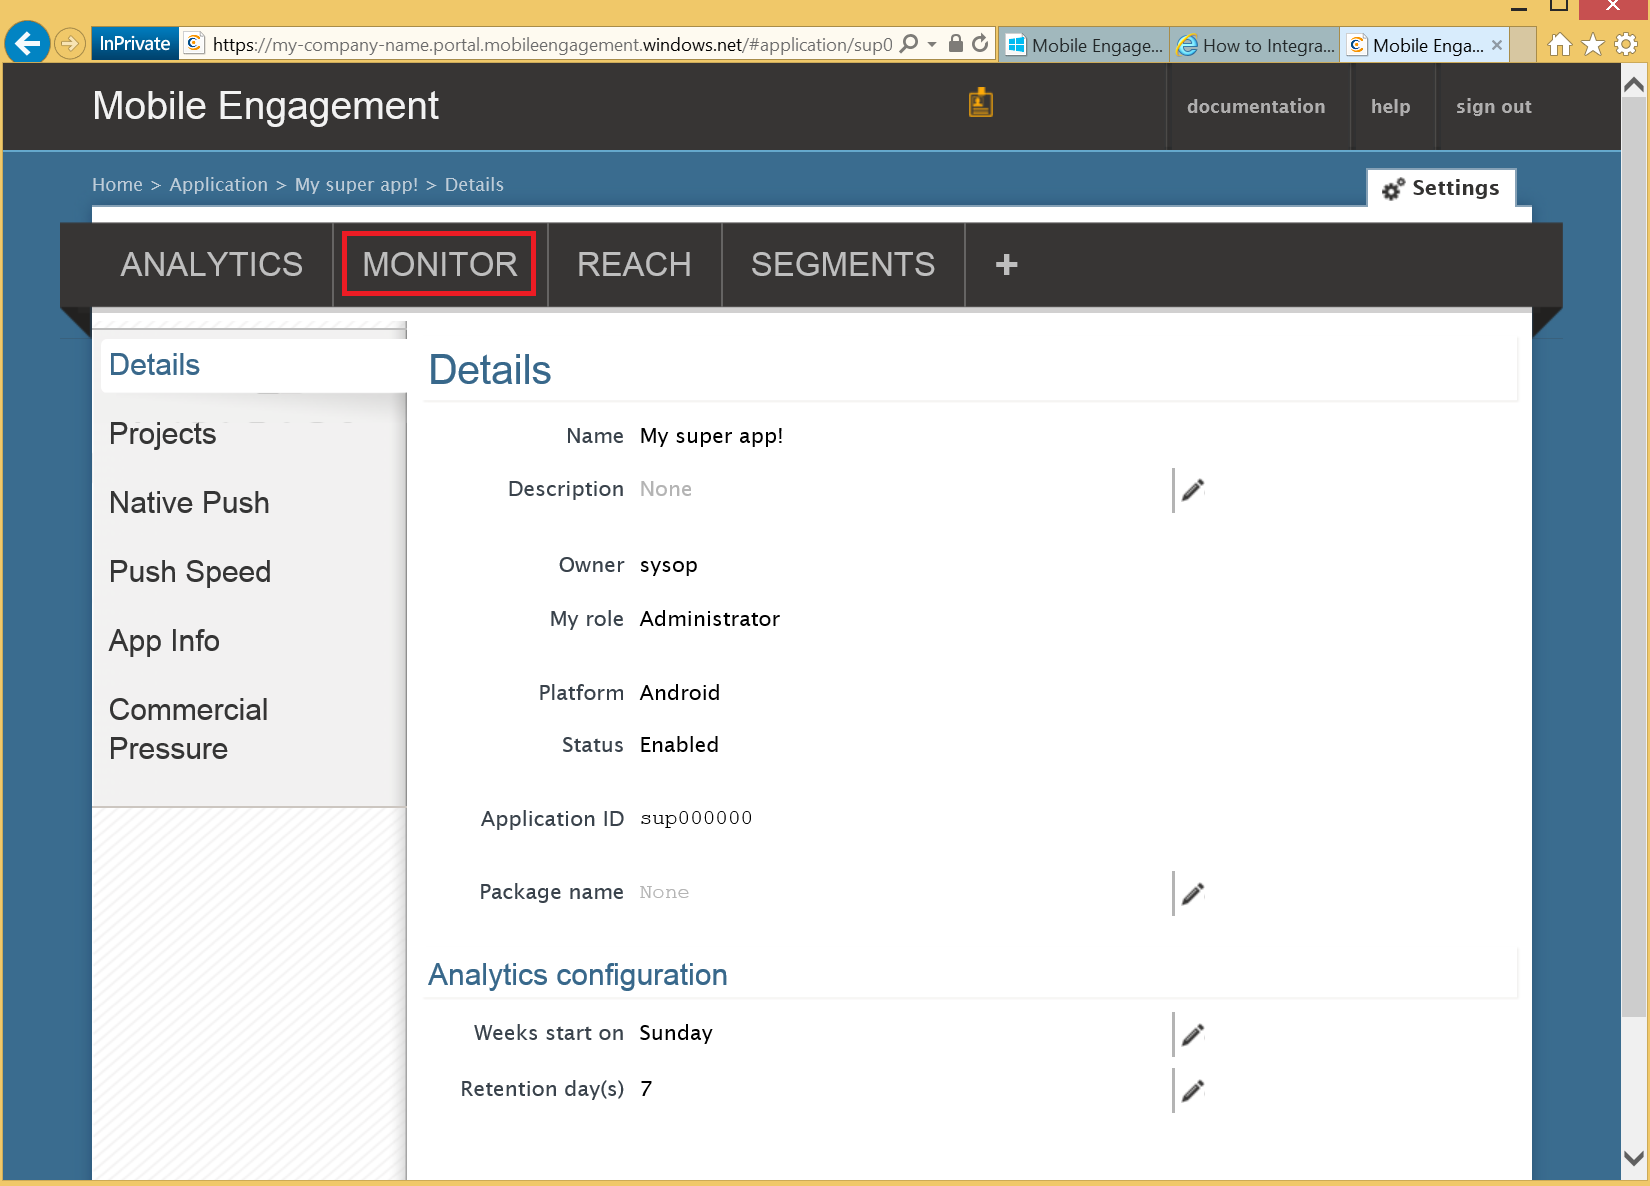 InPrivate https://my-company-name.portal.mobileengagement.windows.net/#application/sup0 Mobile Engage... How to Integra... Mobile Enga...
Mobile Engagement documentation help sign out
Home > Application > My super app! > Details
Settings
ANALYTICS MONITOR REACH SEGMENTS +
Details
Projects
Native Push
Push Speed
App Info
Commercial
Pressure
Details
Name My super app!
Description None
Owner sysop
My role Administrator
Platform Android
Status Enabled
Application ID sup000000
Package name None
Analytics configuration
Weeks start on Sunday
Retention day(s) 7